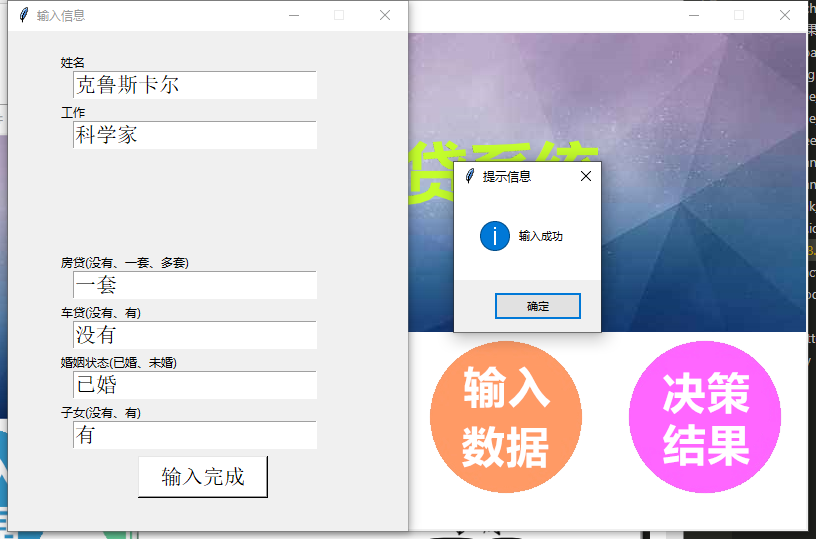 输入信息
姓名
克鲁斯卡尔
工作
科学家
房贷(没有、一套、多套)
一套
车贷(没有、有)
没有
婚姻状态(已婚、未婚)
已婚
子女(没有、有)
有
输入完成
贷系统
提示信息
输入成功
确定
输入
数据
决策
结果